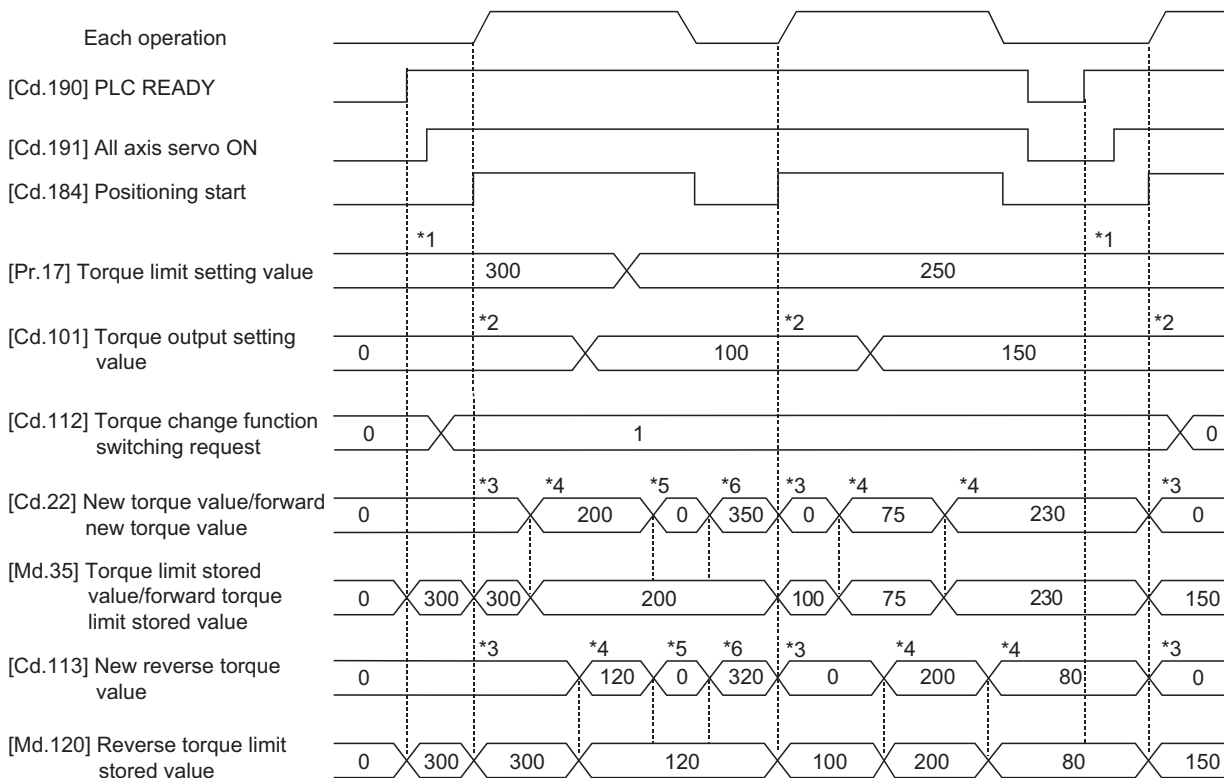 Each operation
[Cd.190] PLC READY
[Cd.191] All axis servo ON
[Cd.184] Positioning start
*1 *1
[Pr.17] Torque limit setting value 300 250
*2 *2 *2
[Cd.101] Torque output setting
value
0 100 150
[Cd.112] Torque change function
switching request
0 1 0
*3 *4 *5 *6 *3 *4 *4 *3
[Cd.22] New torque value/forward
new torque value
0 200 0 350 0 75 230 0
[Md.35] Torque limit stored
value/forward torque
limit stored value
0 300 300 200 100 75 230 150
*3 *4 *5 *6 *3 *4 *4 *3
[Cd.113] New reverse torque
value
0 120 0 320 0 200 80 0
[Md.120] Reverse torque limit
stored value
0 300 300 120 100 200 80 150